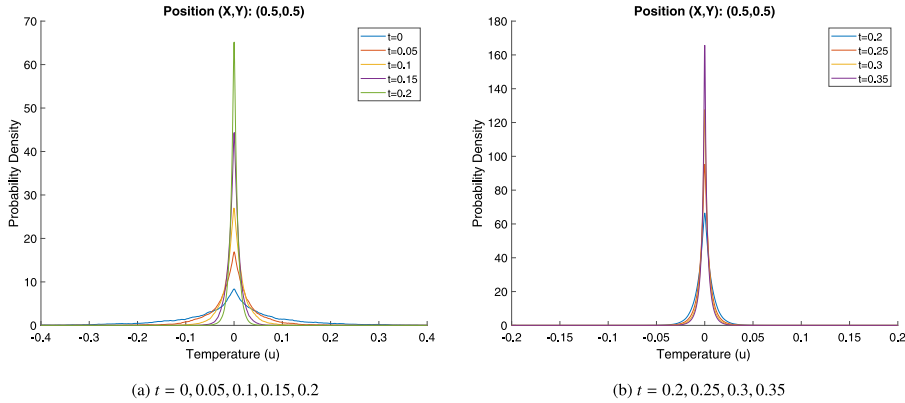 Position (X,Y): (0.5,0.5)
70
60
50
40
30
20
10
0
Probability Density
-0.4
-0.3
-0.2
-0.1
0
0.1
0.2
0.3
0.4
Temperature (u)
t=0
t=0.05
t=0.1
t=0.15
t=0.2
(a) t = 0, 0.05, 0.1, 0.15, 0.2
Position (X,Y): (0.5,0.5)
180
160
140
120
100
80
60
40
20
0
Probability Density
-0.2
-0.15
-0.1
-0.05
0
0.05
0.1
0.15
0.2
Temperature (u)
t=0.2
t=0.25
t=0.3
t=0.35
(b) t = 0.2, 0.25, 0.3, 0.35